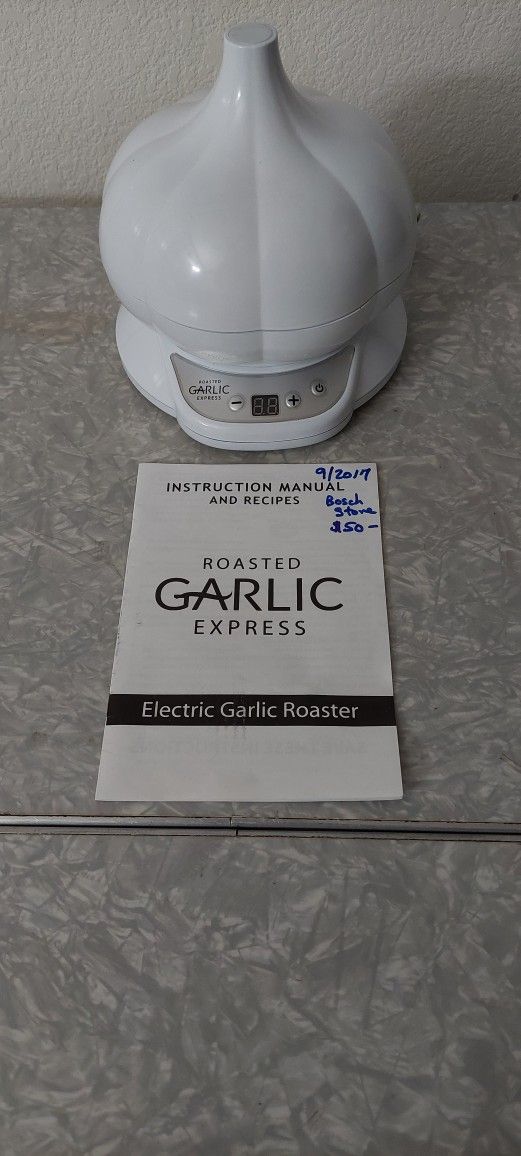 ROASTED
GARLIC
EXPRESS
INSTRUCTION MANUAL
AND RECIPES
9/2017
Bosch
Store
$50-
ROASTED
GARLIC
EXPRESS
Electric Garlic Roaster